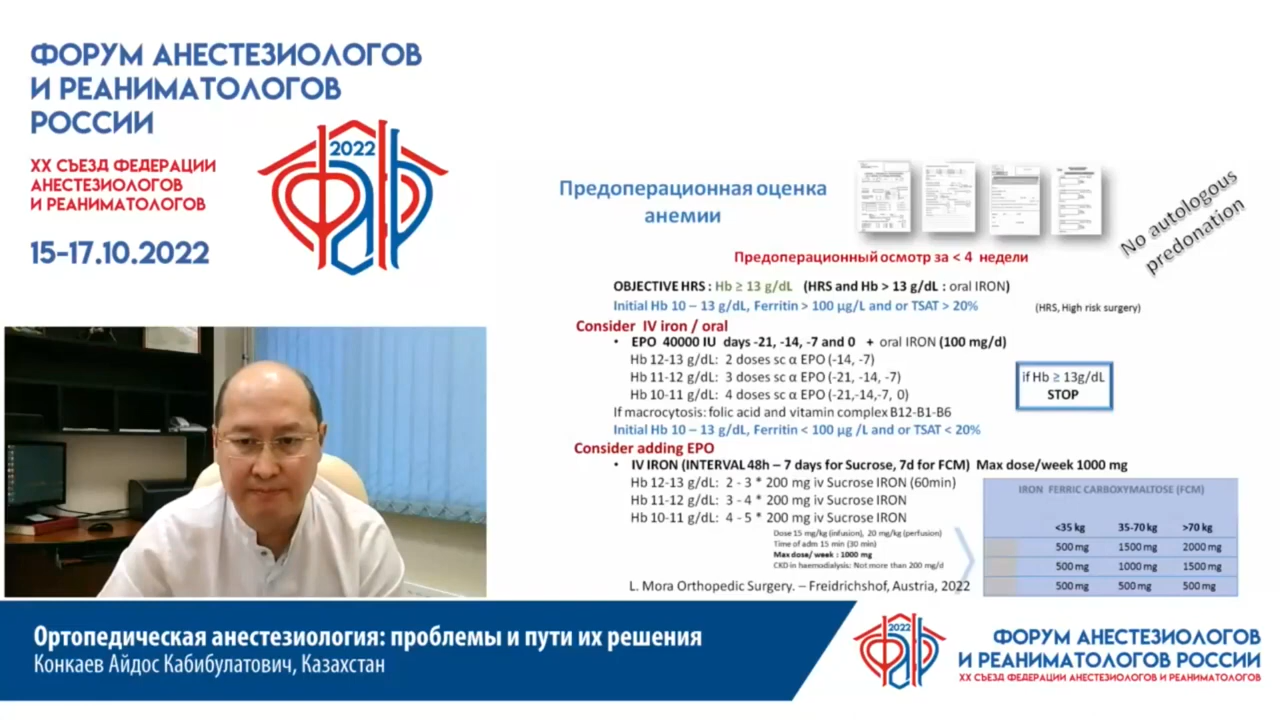 ФОРУМ АНЕСТЕЗИОЛОГОВ
И РЕАНИМАТОЛОГОВ
РОССИИ
XX СЪЕЗД ФЕДЕРАЦИИ
АНЕСТЕЗИОЛОГОВ
И РЕАНИМАТОЛОГОВ
15-17.10.2022
2022
Предоперационная оценка
анемии
No autologous
predonation
Предоперационный осмотр за < 4 недели
OBJECTIVE HRS : Hb ≥ 13 g/dL (HRS and Hb > 13 g/dL : oral IRON)
Initial Hb 10 – 13 g/dL, Ferritin > 100 µg/L and or TSAT > 20%
(HRS, High risk surgery)
Consider IV iron / oral
• EPO 40000 IU days -21, -14, -7 and 0 + oral IRON (100 mg/d)
Hb 12-13 g/dL: 2 doses sc α EPO (-14, -7)
Hb 11-12 g/dL: 3 doses sc α EPO (-21, -14, -7)
Hb 10-11 g/dL: 4 doses sc α EPO (-21,-14,-7, 0)
if Hb ≥ 13g/dL
STOP
If macrocytosis: folic acid and vitamin complex B12-B1-B6
Initial Hb 10 – 13 g/dL, Ferritin < 100 µg /L and or TSAT < 20%
Consider adding EPO
• IV IRON (INTERVAL 48h – 7 days for Sucrose, 7d for FCM) Max dose/week 1000 mg
Hb 12-13 g/dL: 2 - 3 * 200 mg iv Sucrose IRON (60min)
Hb 11-12 g/dL: 3 - 4 * 200 mg iv Sucrose IRON
Hb 10-11 g/dL: 4 - 5 * 200 mg iv Sucrose IRON
Dose 15 mg/kg (infusion), 20 mg/kg (perfusion)
Time of adm 15 min (30 min)
Max dose/ week : 1000 mg
CKD in haemodialysis: Not more than 200 mg/d
IRON FERRIC CARBOXYMALTOSE (FCM)
<35 kg 35-70 kg >70 kg
500 mg 1500 mg 2000 mg
500 mg 1000 mg 1500 mg
500 mg 500 mg 500 mg
L. Mora Orthopedic Surgery. – Freidrichshof, Austria, 2022
Ортопедическая анестезиология: проблемы и пути их решения
Конкаев Айдос Кабибулатович, Казахстан
2022
ФОРУМ АНЕСТЕЗИОЛОГОВ
И РЕАНИМАТОЛОГОВ РОССИИ
XX СЪЕЗД ФЕДЕРАЦИИ АНЕСТЕЗИОЛОГОВ И РЕАНИМАТОЛОГОВ